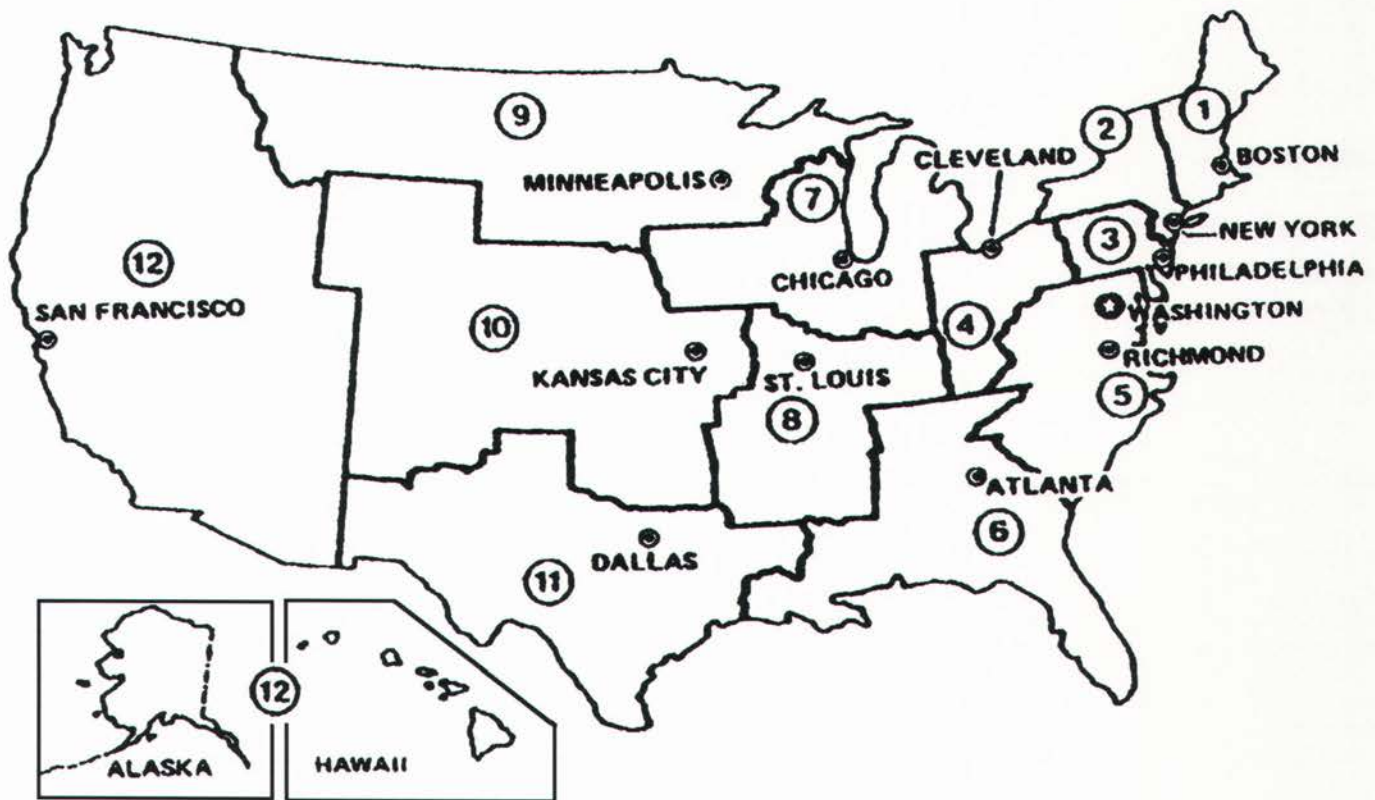 1
2
9
CLEVELAND
BOSTON
MINNEAPOLIS
7
3
NEW YORK
12
CHICAGO
PHILADELPHIA
SAN FRANCISCO
10
4
WASHINGTON
KANSAS CITY
ST. LOUIS
RICHMOND
8
5
ATLANTA
6
DALLAS
11
12
ALASKA
HAWAII